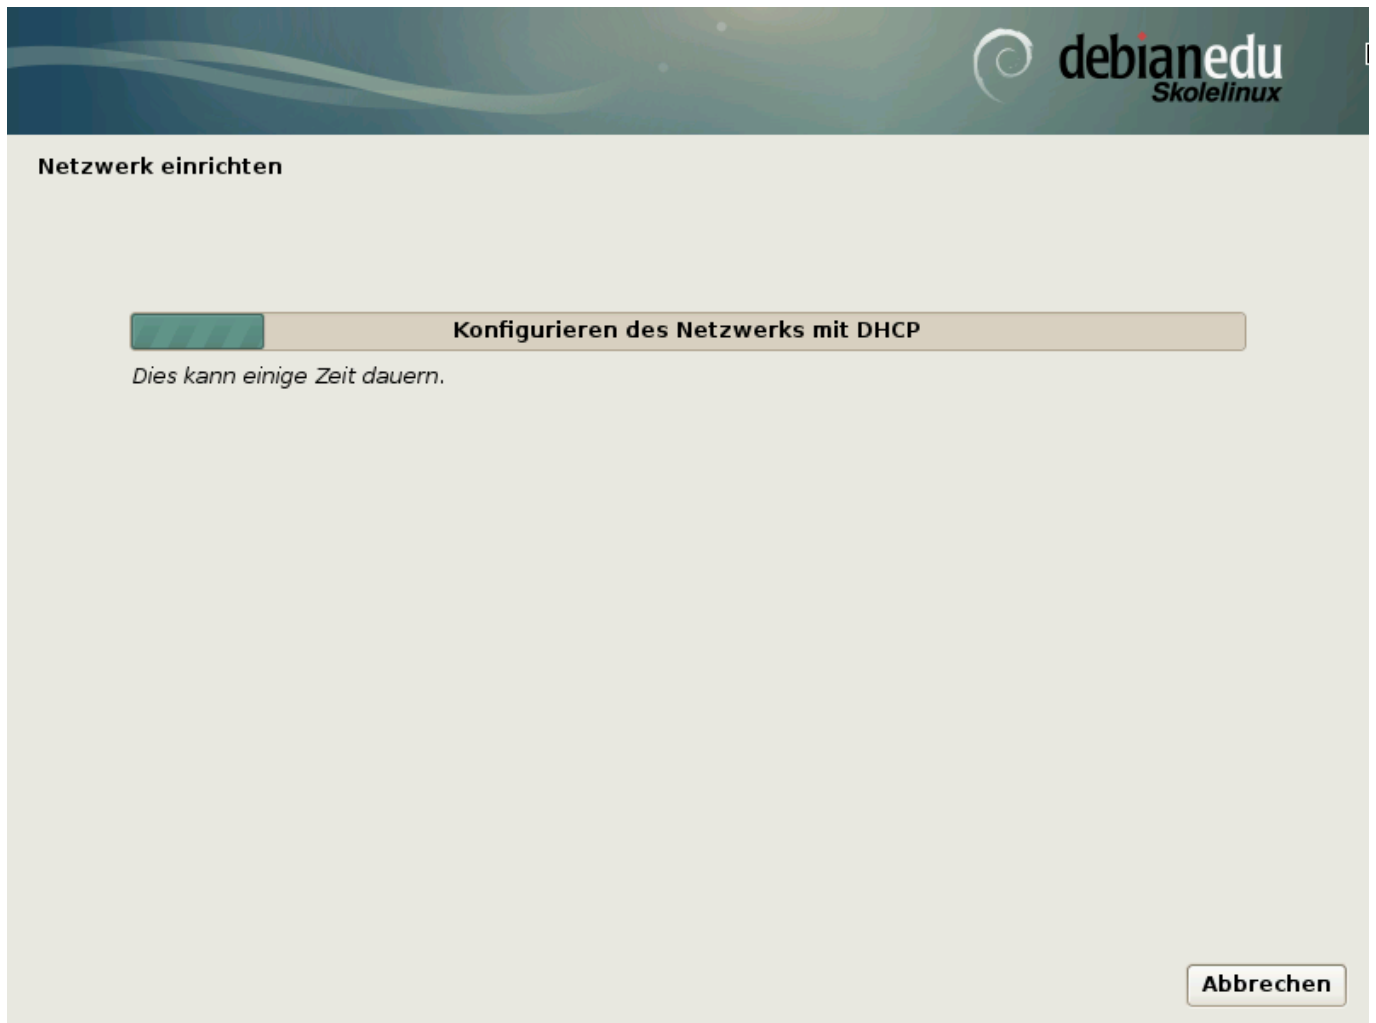 debianedu
Skolelinux
Netzwerk einrichten
Konfigurieren des Netzwerks mit DHCP
Dies kann einige Zeit dauern.
Abbrechen